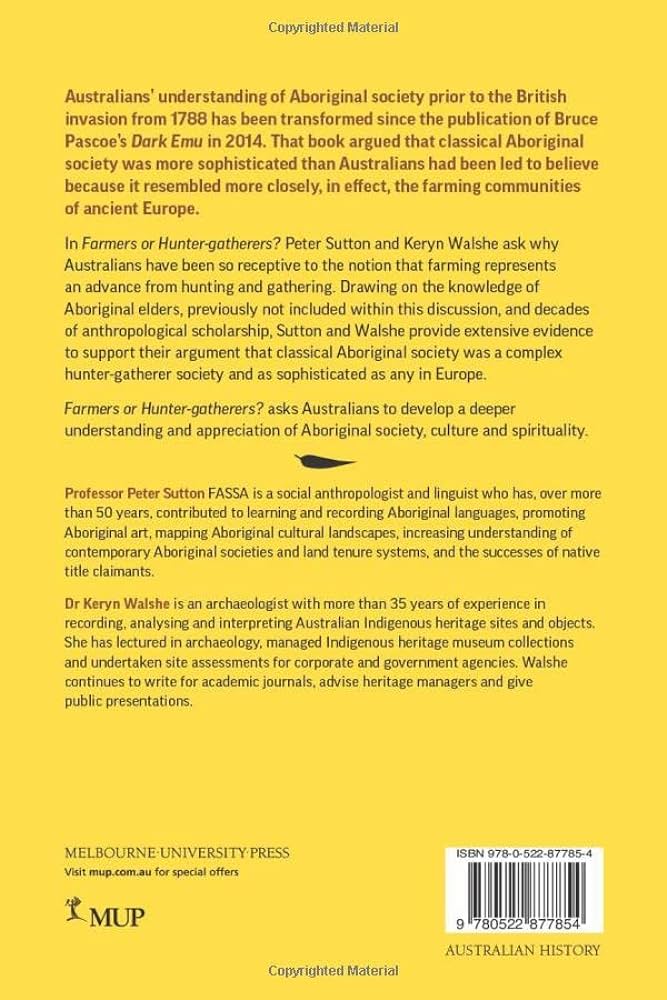 Copyrighted Material
Australians' understanding of Aboriginal society prior to the British
invasion from 1788 has been transformed since the publication of Bruce
Pascoe's Dark Emu in 2014. That book argued that classical Aboriginal
society was more sophisticated than Australians had been led to believe
because it resembled more closely, in effect, the farming communities
of ancient Europe.
In Farmers or Hunter-gatherers? Peter Sutton and Keryn Walshe ask why
Australians have been so receptive to the notion that farming represents
an advance from hunting and gathering. Drawing on the knowledge of
Aboriginal elders, previously not included within this discussion, and decades
of anthropological scholarship, Sutton and Walshe provide extensive evidence
to support their argument that classical Aboriginal society was a complex
hunter-gatherer society and as sophisticated as any in Europe.
Farmers or Hunter-gatherers? asks Australians to develop a deeper
understanding and appreciation of Aboriginal society, culture and spirituality.
Professor Peter Sutton FASSA is a social anthropologist and linguist who has, over more
than 50 years, contributed to learning and recording Aboriginal languages, promoting
Aboriginal art, mapping Aboriginal cultural landscapes, increasing understanding of
contemporary Aboriginal societies and land tenure systems, and the successes of native
title claimants.
Dr Keryn Walshe is an archaeologist with more than 35 years of experience in
recording, analysing and interpreting Australian Indigenous heritage sites and objects.
She has lectured in archaeology, managed Indigenous heritage museum collections
and undertaken site assessments for corporate and government agencies. Walshe
continues to write for academic journals, advise heritage managers and give
public presentations.
MELBOURNE·UNIVERSITY·PRESS
Visit mup.com.au for special offers
MUP
ISBN 978-0-522-87785-4
9 780522 877854
AUSTRALIAN HISTORY
Copyrighted Material